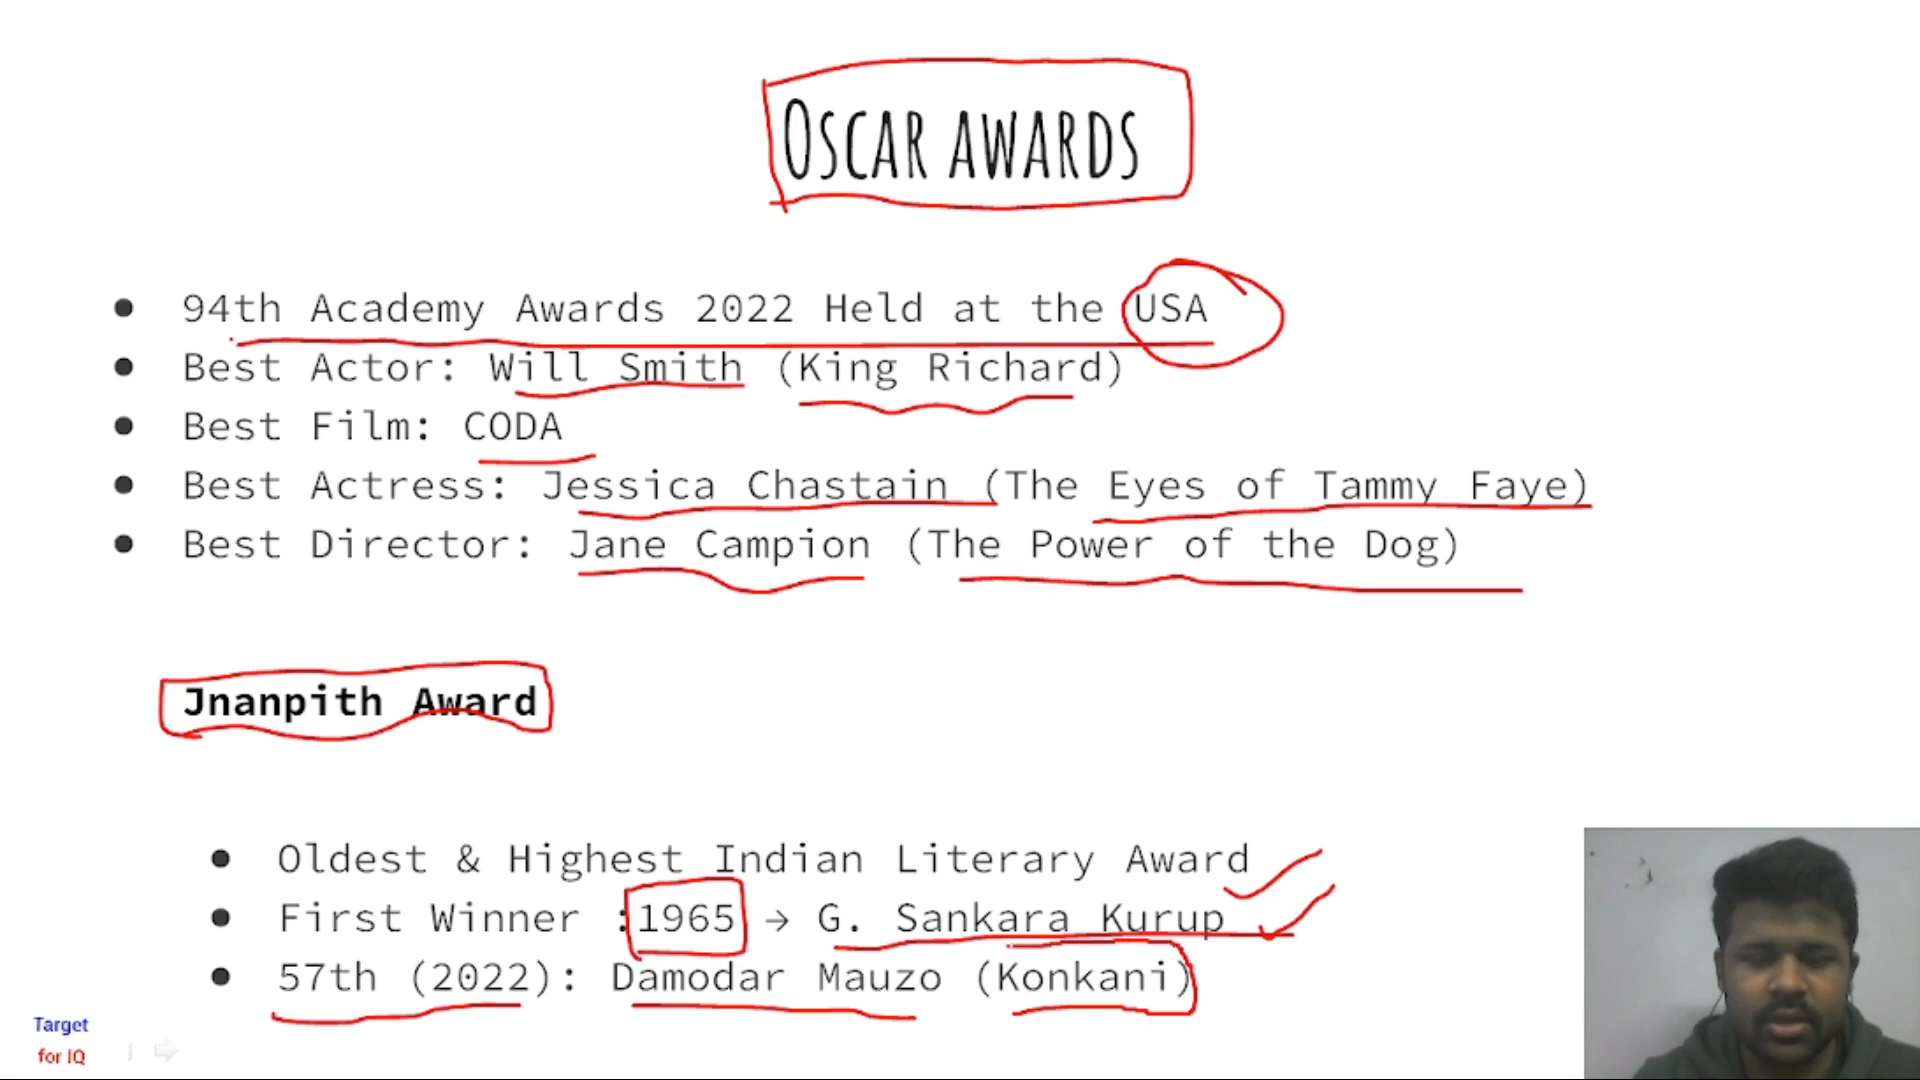 Oscar awards
94th Academy Awards 2022 Held at the USA
Best Actor: Will Smith (King Richard)
Best Film: CODA
Best Actress: Jessica Chastain (The Eyes of Tammy Faye)
Best Director: Jane Campion (The Power of the Dog)
Jnanpith Award
Oldest & Highest Indian Literary Award
First Winner :1965 → G. Sankara Kurup
57th (2022): Damodar Mauzo (Konkani)
Target
for IQ